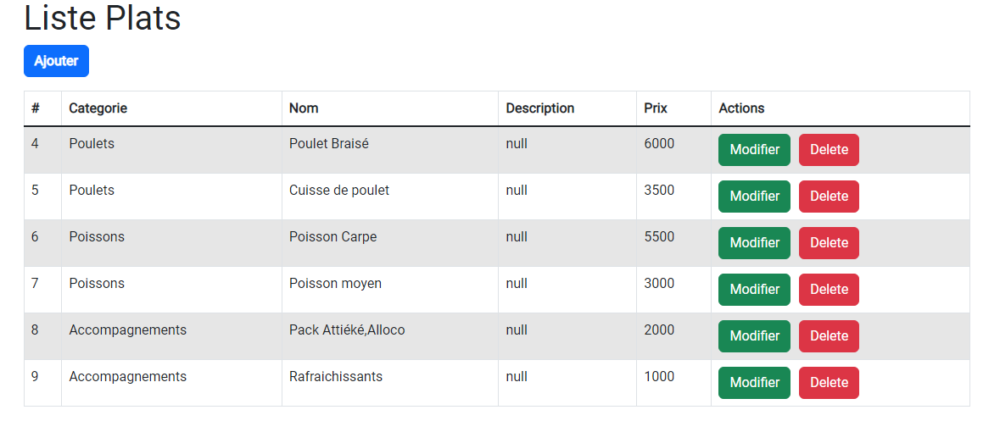 Liste Plats
Ajouter
# Categorie Nom Description Prix Actions
4 Poulets Poulet Braisé null 6000 Modifier Delete
5 Poulets Cuisse de poulet null 3500 Modifier Delete
6 Poissons Poisson Carpe null 5500 Modifier Delete
7 Poissons Poisson moyen null 3000 Modifier Delete
8 Accompagnements Pack Attiéké,Alloco null 2000 Modifier Delete
9 Accompagnements Rafraichissants null 1000 Modifier Delete